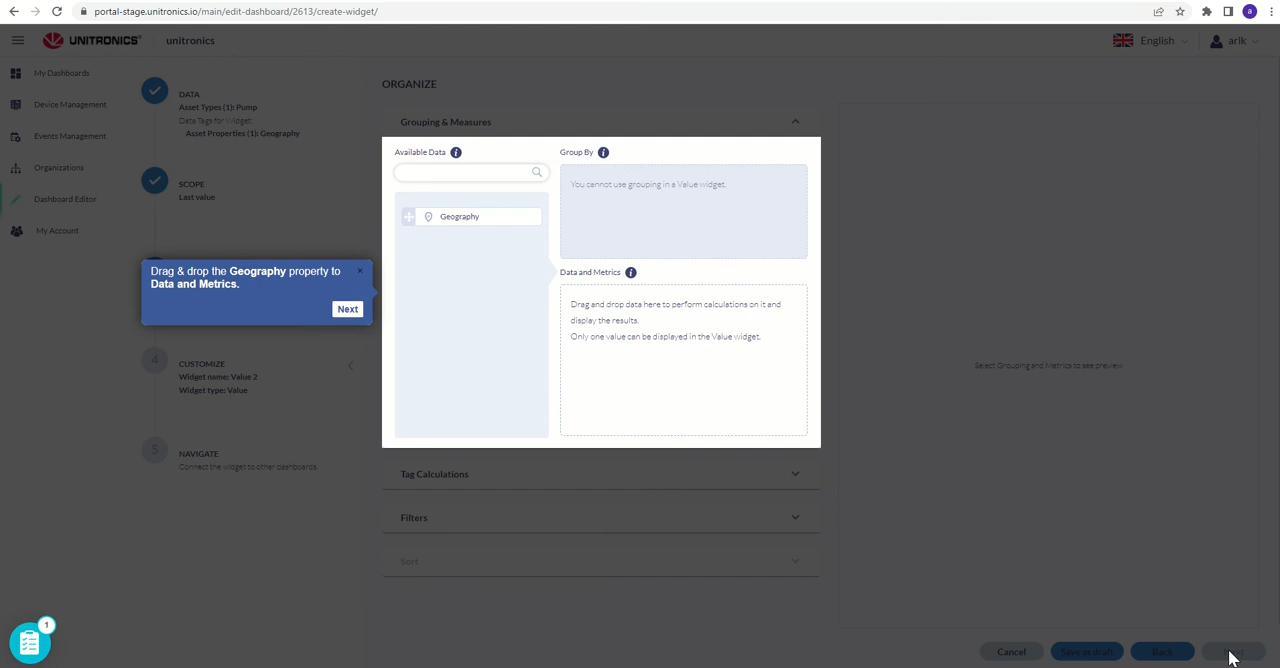 portal-stage.unitronics.io/main/edit-dashboard/2613/create-widget/
a
UNITRONICS
unitronics
English
arik
My Dashboards
Device Management
Events Management
Organizations
Dashboard Editor
My Account
DATA
Asset Types (1): Pump
Data Tags for Widget:
Asset Properties (1): Geography
SCOPE
Last value
Drag & drop the Geography property to
Data and Metrics.
×
Next
4
CUSTOMIZE
Widget name: Value 2
Widget type: Value
5
NAVIGATE
Connect the widget to other dashboards.
ORGANIZE
Grouping & Measures
Available Data
Geography
Group By
You cannot use grouping in a Value widget.
Data and Metrics
Drag and drop data here to perform calculations on it and
display the results.
Only one value can be displayed in the Value widget.
Tag Calculations
Filters
Sort
Select Grouping and Metrics to see preview
1
Cancel
Save as draft
Back